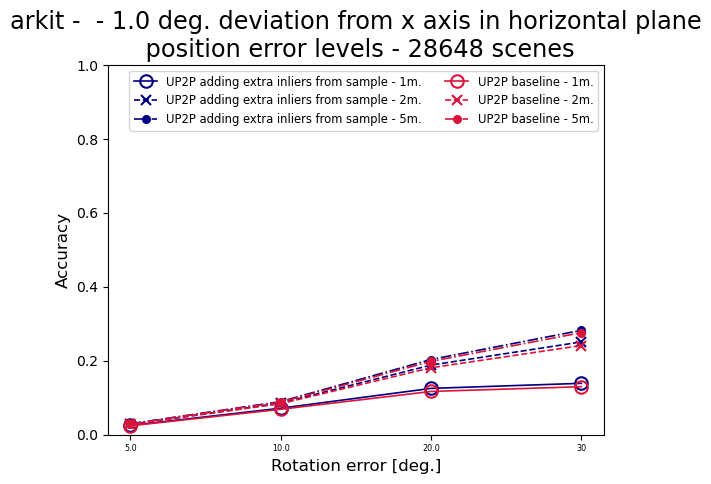 arkit -  - 1.0 deg. deviation from x axis in horizontal plane
position error levels - 28648 scenes
UP2P adding extra inliers from sample - 1m.
UP2P adding extra inliers from sample - 2m.
UP2P adding extra inliers from sample - 5m.
UP2P baseline - 1m.
UP2P baseline - 2m.
UP2P baseline - 5m.
1.0
0.8
0.6
0.4
0.2
0.0
Accuracy
5.0
10.0
20.0
30
Rotation error [deg.]